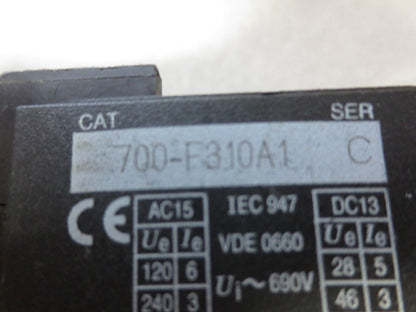 CAT SER
700-F310A1 C
CE AC15 IEC 947 DC13
Ue Ie VDE 0660 Ue Ie
120 6 Ui~ 690V 28 5
240 3 46 3